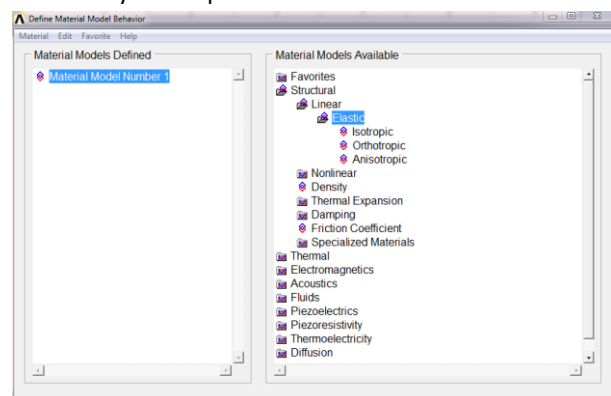 Define Material Model Behavior
Material Edit Favorite Help
Material Models Defined
Material Model Number 1
Material Models Available
Favorites
Structural
Linear
Elastic
Isotropic
Orthotropic
Anisotropic
Nonlinear
Density
Thermal Expansion
Damping
Friction Coefficient
Specialized Materials
Thermal
Electromagnetics
Acoustics
Fluids
Piezoelectrics
Piezoresistivity
Thermoelectricity
Diffusion